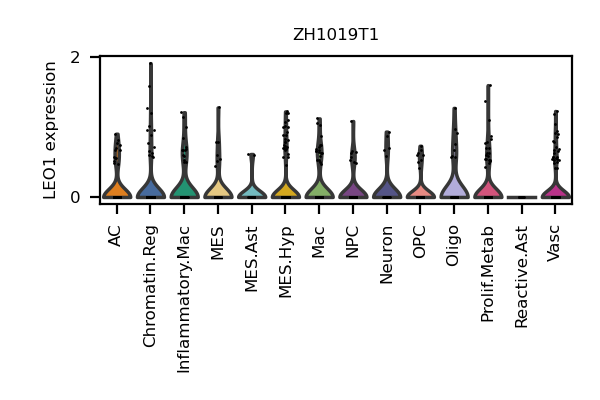 ZH1019T1
LEO1 expression
2
0
AC
Chromatin.Reg
Inflammatory.Mac
MES
MES.Ast
MES.Hyp
Mac
NPC
Neuron
OPC
Oligo
Prolif.Metab
Reactive.Ast
Vasc